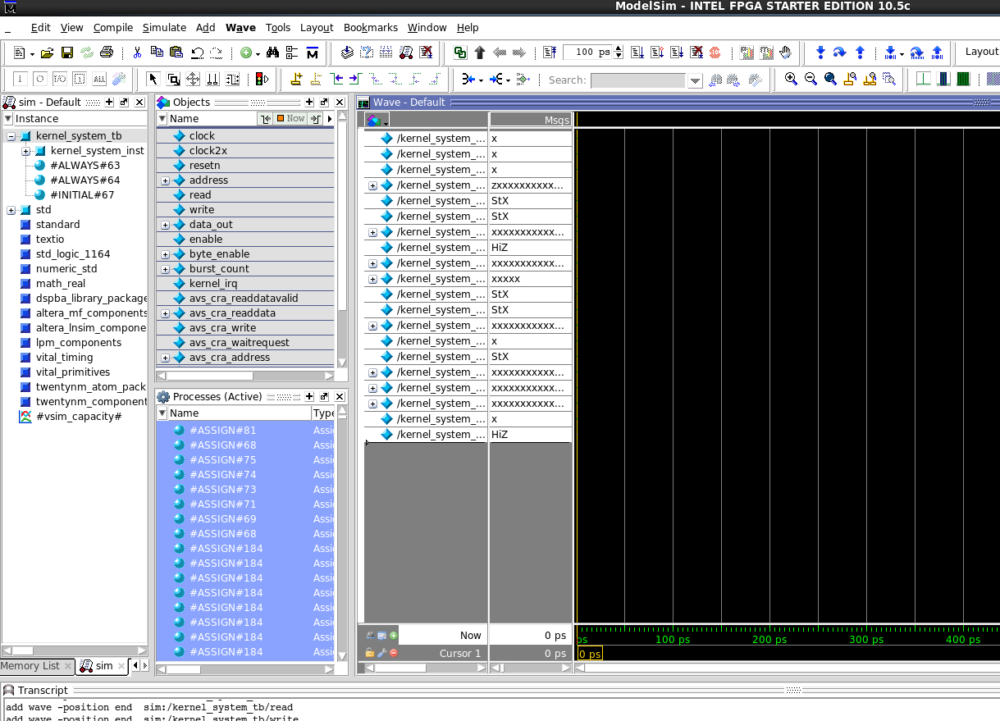 ModelSim - INTEL FPGA STARTER EDITION 10.5c
Edit View Compile Simulate Add Wave Tools Layout Bookmarks Window Help
100 ps
Layout
ALL
Search:
sim - Default
Instance
kernel_system_tb
kernel_system_inst
#ALWAYS#63
#ALWAYS#64
#INITIAL#67
std
standard
textio
std_logic_1164
numeric_std
math_real
dspba_library_package
altera_mf_components
altera_lnsim_compone
lpm_components
vital_timing
vital_primitives
twentynm_atom_pack
twentynm_component
#vsim_capacity#
Memory List
sim
Objects
Name
Now
clock
clock2x
resetn
address
read
write
data_out
enable
byte_enable
burst_count
kernel_irq
avs_cra_readdatavalid
avs_cra_readdata
avs_cra_write
avs_cra_waitrequest
avs_cra_address
Processes (Active)
Name Type
#ASSIGN#81 Assi
#ASSIGN#68 Assi
#ASSIGN#75 Assi
#ASSIGN#74 Assi
#ASSIGN#73 Assi
#ASSIGN#71 Assi
#ASSIGN#69 Assi
#ASSIGN#68 Assi
#ASSIGN#184 Assi
#ASSIGN#184 Assi
#ASSIGN#184 Assi
#ASSIGN#184 Assi
#ASSIGN#184 Assi
#ASSIGN#184 Assi
#ASSIGN#184 Assi
#ASSIGN#184 Assi
Wave - Default
Msgs
/kernel_system_... x
/kernel_system_... x
/kernel_system_... x
/kernel_system_... zxxxxxxxxxx...
/kernel_system_... StX
/kernel_system_... StX
/kernel_system_... xxxxxxxxxxx...
/kernel_system_... HiZ
/kernel_system_... xxxxxxxxxxx...
/kernel_system_... xxxxx
/kernel_system_... StX
/kernel_system_... StX
/kernel_system_... xxxxxxxxxxx...
/kernel_system_... x
/kernel_system_... StX
/kernel_system_... xxxxxxxxxxx...
/kernel_system_... xxxxxxxxxxx...
/kernel_system_... xxxxxxxxxxx...
/kernel_system_... x
/kernel_system_... HiZ
Now 0 ps
ps 100 ps 200 ps 300 ps 400 ps
Cursor 1 0 ps
0 ps
Transcript
add wave -position end sim:/kernel_system_tb/read
add wave -position end sim:/kernel_system_tb/write